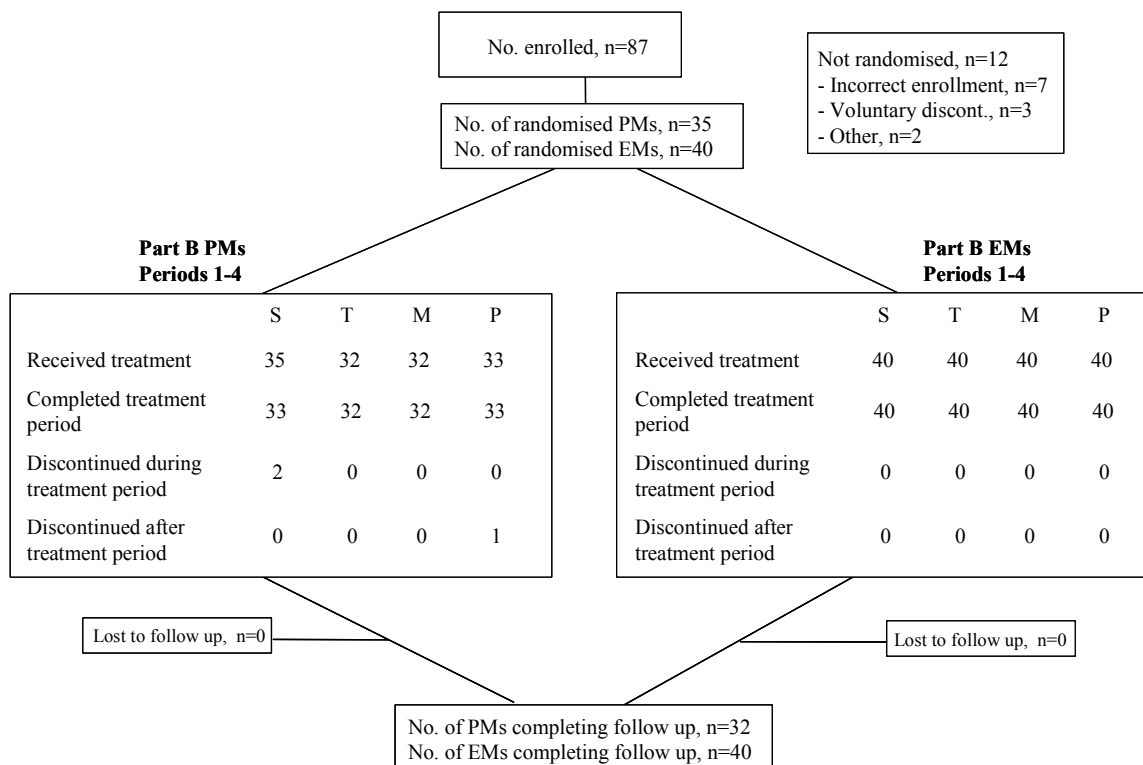 No. enrolled, n=87
Not randomised, n=12
- Incorrect enrollment, n=7
- Voluntary discont., n=3
- Other, n=2
No. of randomised PMs, n=35
No. of randomised EMs, n=40
Part B PMs
Periods 1-4
S T M P
Received treatment 35 32 32 33
Completed treatment
period 33 32 32 33
Discontinued during
treatment period 2 0 0 0
Discontinued after
treatment period 0 0 0 1
Part B EMs
Periods 1-4
S T M P
Received treatment 40 40 40 40
Completed treatment
period 40 40 40 40
Discontinued during
treatment period 0 0 0 0
Discontinued after
treatment period 0 0 0 0
Lost to follow up, n=0
Lost to follow up, n=0
No. of PMs completing follow up, n=32
No. of EMs completing follow up, n=40